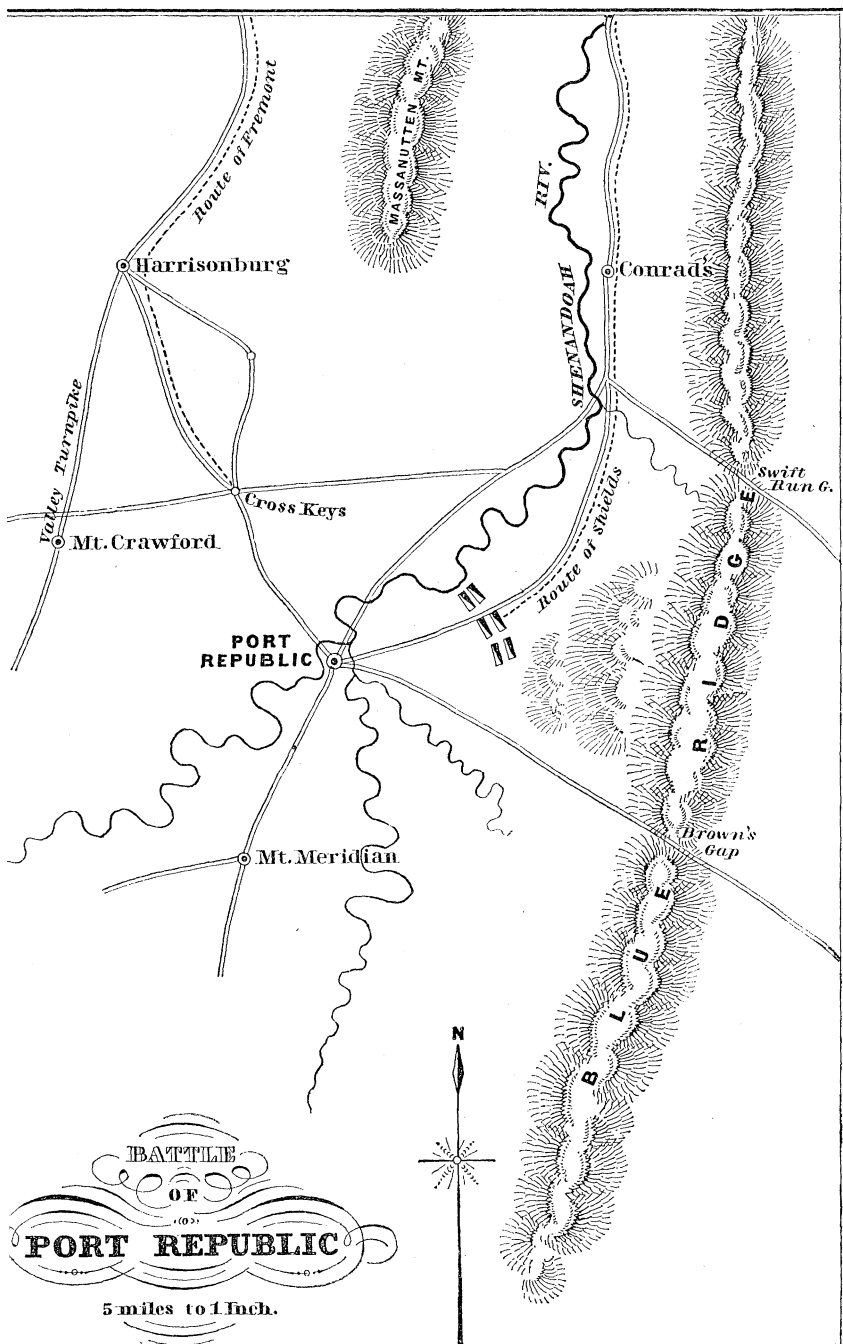 MASSANUTTEN MT.
Route of Fremont
RIV.
SHENANDOAH
Harrisonburg
Conrad's
Valley Turnpike
Swift
Run G.
Cross Keys
Mt. Crawford
Route of Shields
PORT
REPUBLIC
BLUE RIDGE
Brown's
Gap
Mt. Meridian
N
BATTLE
OF
PORT REPUBLIC
5 miles to 1 Inch.